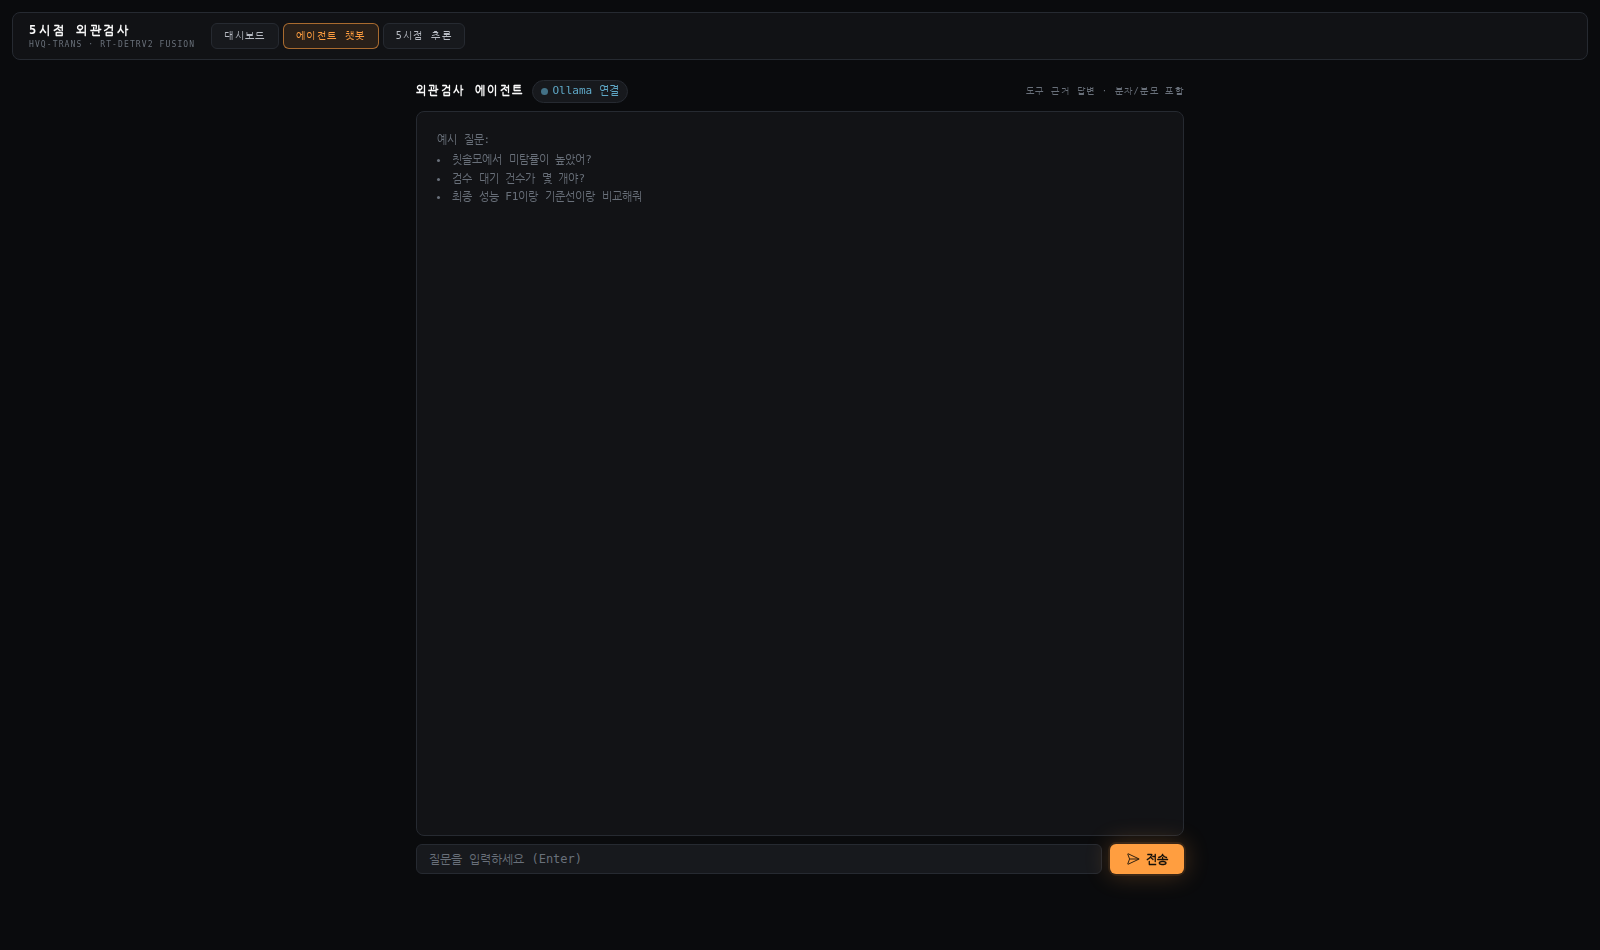 5시점 외관검사
HVQ-TRANS · RT-DETRV2 FUSION
대시보드
에이전트 챗봇
5시점 추론
외관검사 에이전트
Ollama 연결
도구 근거 답변 · 분자/분모 포함
예시 질문:
• 칫솔모에서 미탐률이 높았어?
• 검수 대기 건수가 몇 개야?
• 최종 성능 F1이랑 기준선이랑 비교해줘
질문을 입력하세요 (Enter)
전송